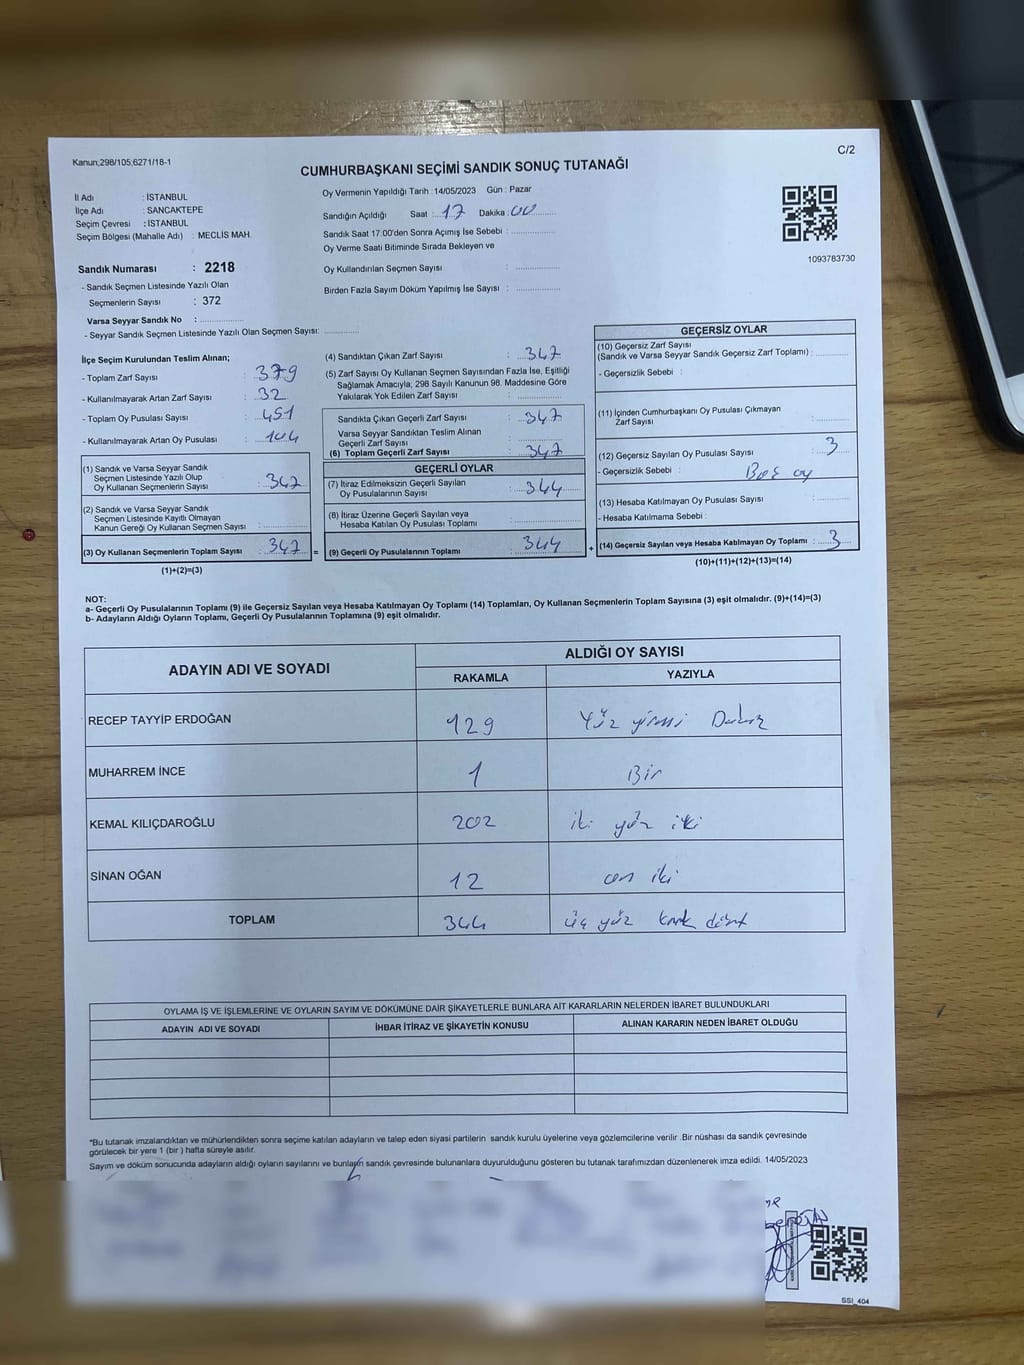 Kanun;298/105;6271/18-1
C/2
CUMHURBAŞKANI SEÇİMİ SANDIK SONUÇ TUTANAĞI
İl Adı : İSTANBUL
İlçe Adı : SANCAKTEPE
Seçim Çevresi : İSTANBUL
Seçim Bölgesi (Mahalle Adı) : MECLİS MAH.
Sandık Numarası : 2218
- Sandık Seçmen Listesinde Yazılı Olan
Seçmenlerin Sayısı : 372
Varsa Seyyar Sandık No :
- Seyyar Sandık Seçmen Listesinde Yazılı Olan Seçmen Sayısı:
Oy Vermenin Yapıldığı Tarih : 14/05/2023 Gün : Pazar
Sandığın Açıldığı Saat : 17 Dakika : 00
Sandık Saat 17.00'den Sonra Açımış İse Sebebi :
Oy Verme Saati Bitiminde Sırada Bekleyen ve
Oy Kullandırılan Seçmen Sayısı :
Birden Fazla Sayım Döküm Yapılmış İse Sayısı :
1093783730
İlçe Seçim Kurulundan Teslim Alınan;
- Toplam Zarf Sayısı : 379
- Kullanılmayarak Artan Zarf Sayısı : 32
- Toplam Oy Pusulası Sayısı : 451
- Kullanılmayarak Artan Oy Pusulası : 104
(1) Sandık ve Varsa Seyyar Sandık
Seçmen Listesinde Yazılı Olup
Oy Kullanan Seçmenlerin Sayısı : 347
(2) Sandık ve Varsa Seyyar Sandık
Seçmen Listesinde Kayıtlı Olmayan
Kanun Gereği Oy Kullanan Seçmen Sayısı :
(3) Oy Kullanan Seçmenlerin Toplam Sayısı : 347 =
(1)+(2)=(3)
(4) Sandıktan Çıkan Zarf Sayısı : 347
(5) Zarf Sayısı Oy Kullanan Seçmen Sayısından Fazla İse, Eşitliği
Sağlamak Amacıyla, 298 Sayılı Kanunun 98. Maddesine Göre
Yakılarak Yok Edilen Zarf Sayısı :
Sandıkta Çıkan Geçerli Zarf Sayısı : 347
Varsa Seyyar Sandıktan Teslim Alınan
Geçerli Zarf Sayısı :
(6) Toplam Geçerli Zarf Sayısı : 347
GEÇERLİ OYLAR
(7) İtiraz Edilmeksizin Geçerli Sayılan
Oy Pusulalarının Sayısı : 344
(8) İtiraz Üzerine Geçerli Sayılan veya
Hesaba Katılan Oy Pusulası Toplamı :
(9) Geçerli Oy Pusulalarının Toplamı : 344 +
GEÇERSİZ OYLAR
(10) Geçersiz Zarf Sayısı
(Sandık ve Varsa Seyyar Sandık Geçersiz Zarf Toplamı) :
- Geçersizlik Sebebi :
(11) İçinden Cumhurbaşkanı Oy Pusulası Çıkmayan
Zarf Sayısı :
(12) Geçersiz Sayılan Oy Pusulası Sayısı : 3
- Geçersizlik Sebebi : Boş oy
(13) Hesaba Katılmayan Oy Pusulası Sayısı :
- Hesaba Katılmama Sebebi :
(14) Geçersiz Sayılan veya Hesaba Katılmayan Oy Toplamı : 3
(10)+(11)+(12)+(13)=(14)
NOT:
a- Geçerli Oy Pusulalarının Toplamı (9) ile Geçersiz Sayılan veya Hesaba Katılmayan Oy Toplamı (14) Toplamları, Oy Kullanan Seçmenlerin Toplam Sayısına (3) eşit olmalıdır. (9)+(14)=(3)
b- Adayların Aldığı Oyların Toplamı, Geçerli Oy Pusulalarının Toplamına (9) eşit olmalıdır.
ADAYIN ADI VE SOYADI ALDIĞI OY SAYISI
RAKAMLA YAZIYLA
RECEP TAYYİP ERDOĞAN 129 Yüz yirmi Dokuz
MUHARREM İNCE 1 Bir
KEMAL KILIÇDAROĞLU 202 iki yüz iki
SİNAN OĞAN 12 on iki
TOPLAM 344 üç yüz kırk dört
OYLAMA İŞ VE İŞLEMLERİNE VE OYLARIN SAYIM VE DÖKÜMÜNE DAİR ŞİKAYETLERLE BUNLARA AİT KARARLARIN NELERDEN İBARET BULUNDUKLARI
ADAYIN ADI VE SOYADI İHBAR İTİRAZ VE ŞİKAYETİN KONUSU ALINAN KARARIN NEDEN İBARET OLDUĞU
*Bu tutanak imzalandıktan ve mühürlendikten sonra seçime katılan adayların ve talep eden siyasi partilerin sandık kurulu üyelerine veya gözlemcilerine verilir .Bir nüshası da sandık çevresinde
görülecek bir yere 1 (bir ) hafta süreyle asılır.
Sayım ve döküm sonucunda adayların aldığı oyların sayılarını ve bunların sandık çevresinde bulunanlara duyurulduğunu gösteren bu tutanak tarafımızdan düzenlenerek imza edildi. 14/05/2023
SSI_404